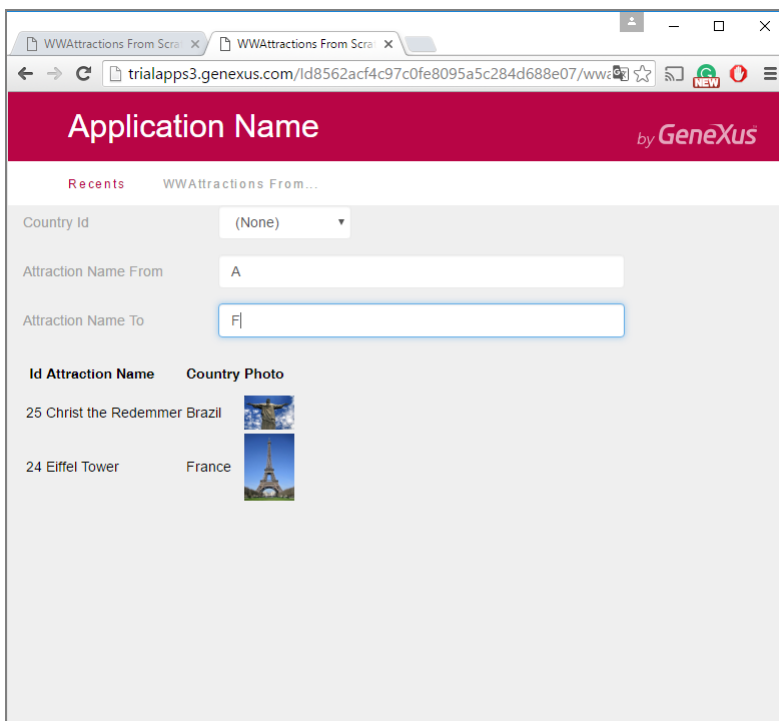 WWAttractions From Scra
WWAttractions From Scra
trialapps3.genexus.com/Id8562acf4c97c0fe8095a5c284d688e07/wwa
NEW
Application Name
by GeneXus
Recents WWAttractions From...
Country Id (None)
Attraction Name From A
Attraction Name To F
Id Attraction Name Country Photo
25 Christ the Redemmer Brazil
24 Eiffel Tower France